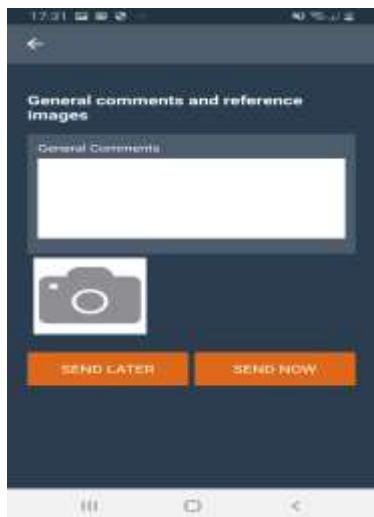 17:31
General comments and reference
images
General Comments
SEND LATER
SEND NOW